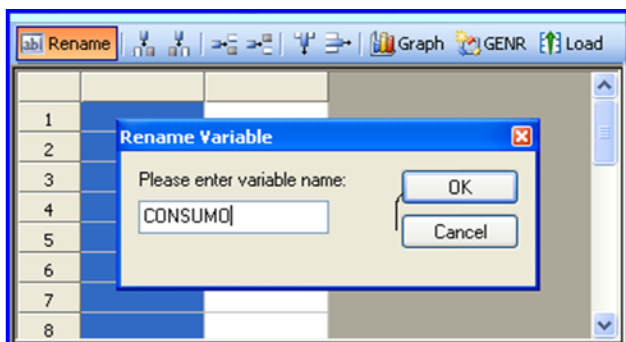 abl Rename Graph GENR Load
1
Rename Variable
2
3 Please enter variable name: OK
4 CONSUMO
5 Cancel
6
7
8